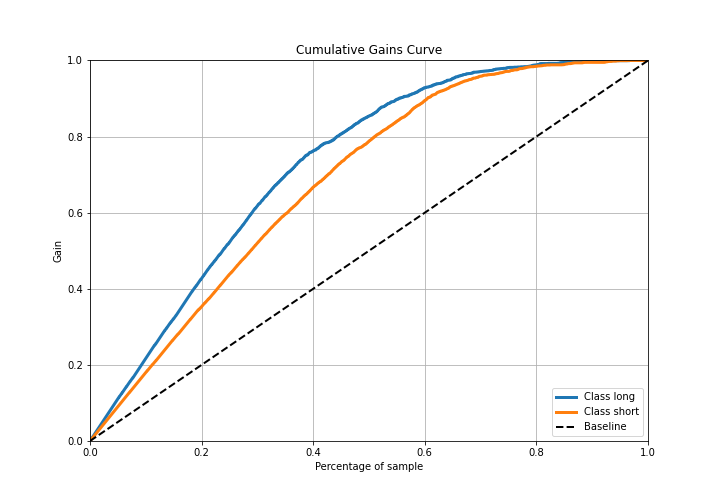 Cumulative Gains Curve
1.0
0.8
0.6
0.4
0.2
0.0
Gain
0.0 0.2 0.4 0.6 0.8 1.0
Percentage of sample
Class long
Class short
Baseline